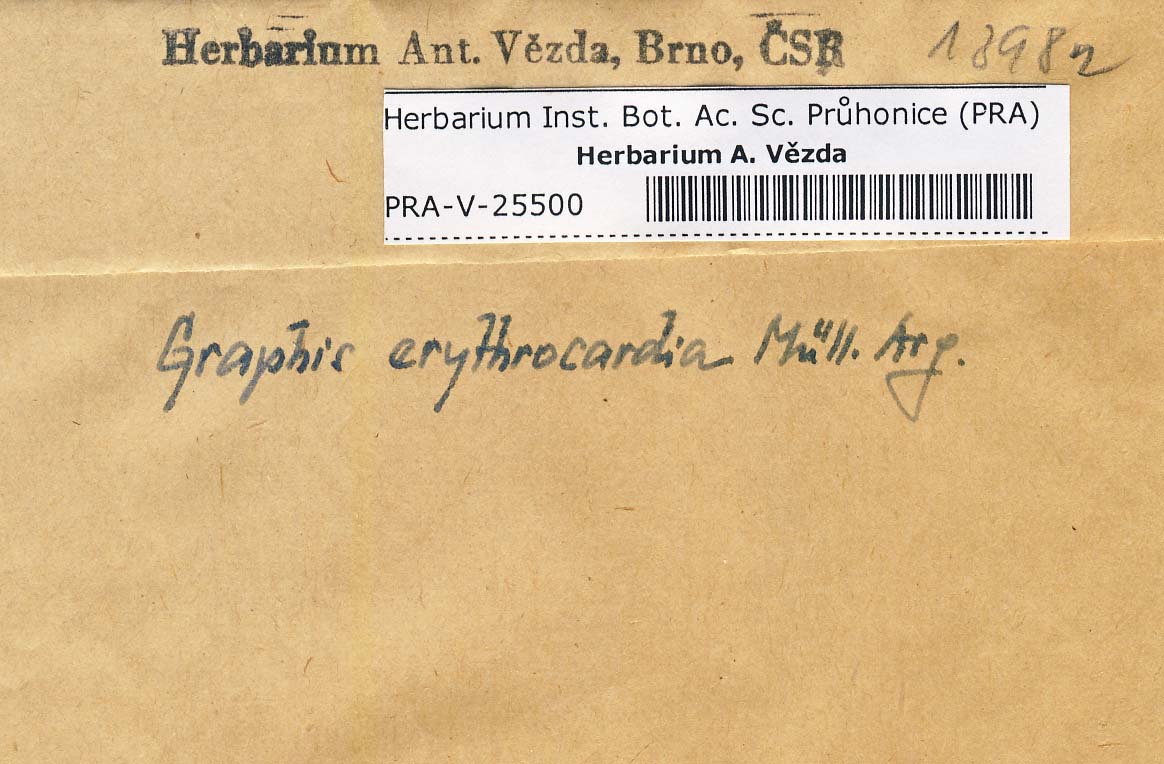 Herbarium Ant. Vězda, Brno, ČSR 13982
Herbarium Inst. Bot. Ac. Sc. Průhonice (PRA)
Herbarium A. Vězda
PRA-V-25500
Graphis erythrocardia Müll. Arg.